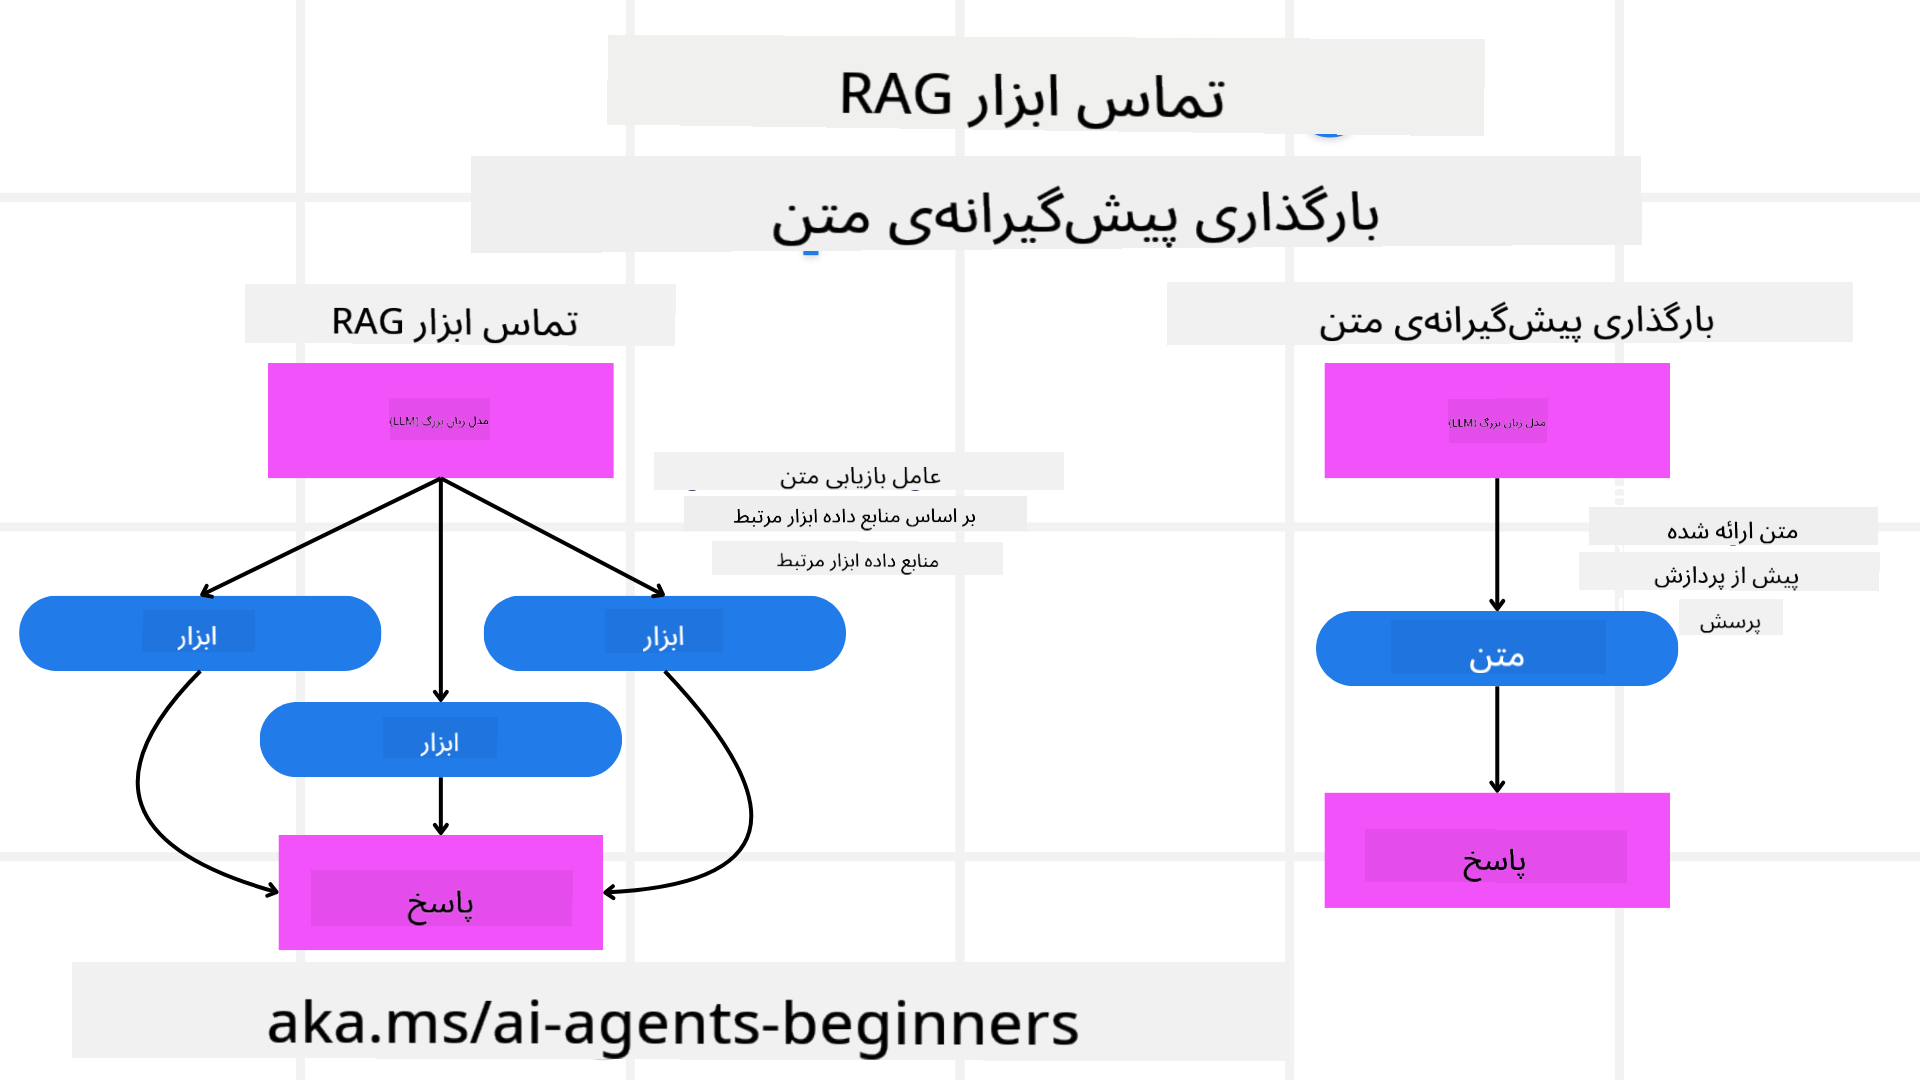 تماس ابزار RAG
بارگذاری پیش‌گیرانه‌ی متن
تماس ابزار RAG
مدل زبان بزرگ (LLM)
عامل بازیابی متن
بر اساس منابع داده ابزار مرتبط
منابع داده ابزار مرتبط
ابزار
ابزار
ابزار
پاسخ
بارگذاری پیش‌گیرانه‌ی متن
مدل زبان بزرگ (LLM)
متن ارائه شده
پیش از پردازش
پرسش
متن
پاسخ
aka.ms/ai-agents-beginners